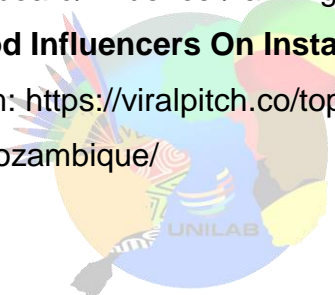 od Influencers On Insta
n: https://viralpitch.co/top
ozambique/
UNILAB